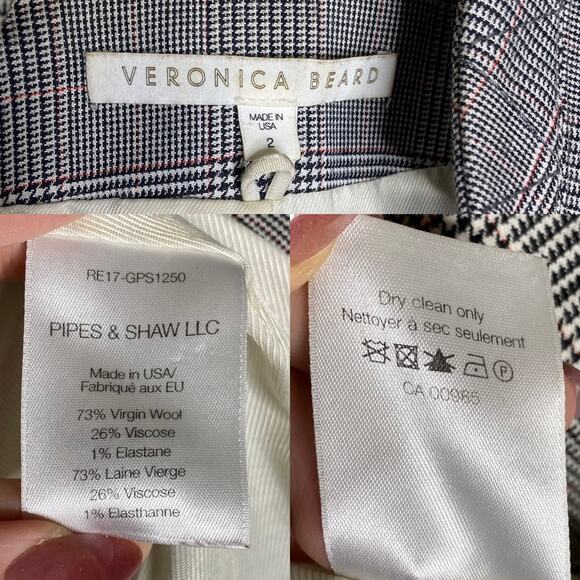 VERONICA BEARD
MADE IN
USA
2
RE17-GPS1250
PIPES & SHAW LLC
Made in USA/
Fabriqué aux EU
73% Virgin Wool
26% Viscose
1% Elastane
73% Laine Vierge
26% Viscose
1% Elasthanne
Dry clean only
Nettoyer à sec seulement
P
CA 00985